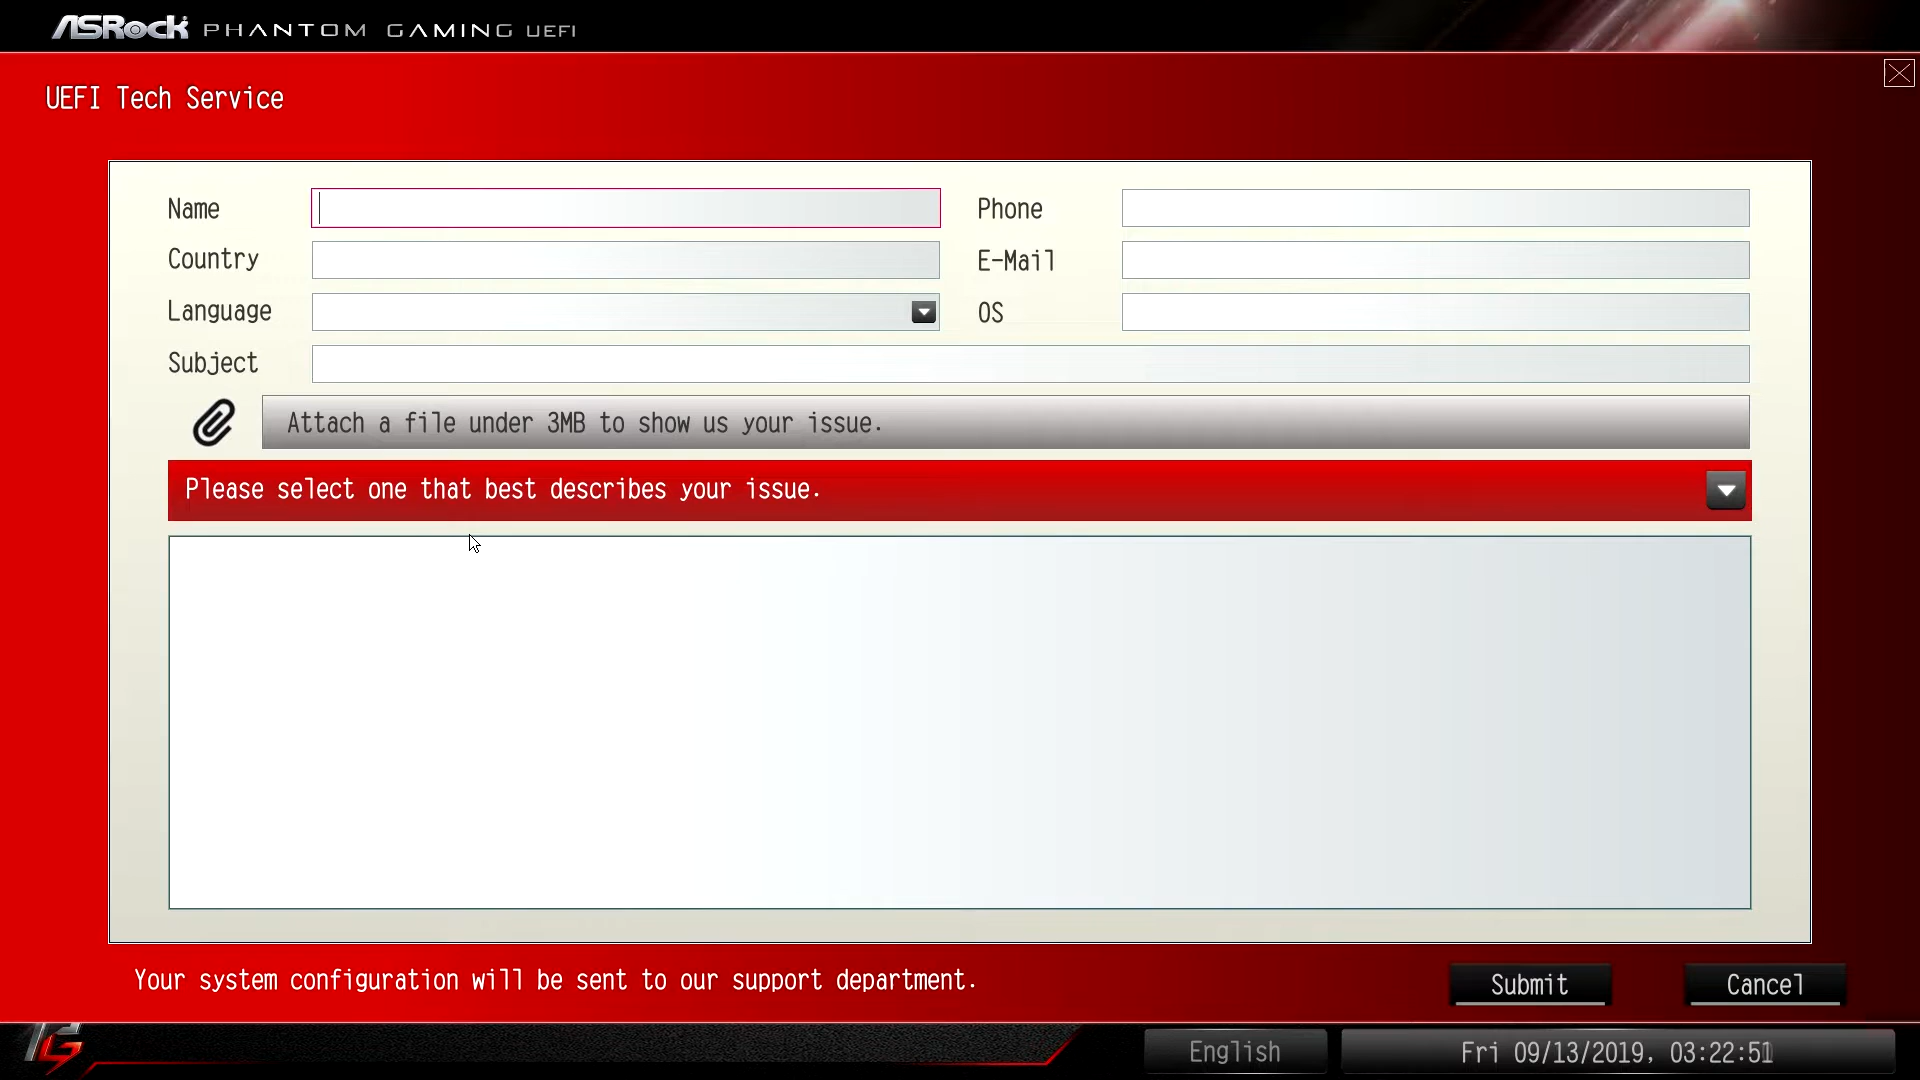 ASRock PHANTOM GAMING UEFI
UEFI Tech Service
Name
Phone
Country
E-Mail
Language
OS
Subject
Attach a file under 3MB to show us your issue.
Please select one that best describes your issue.
Your system configuration will be sent to our support department.
Submit
Cancel
English
Fri 09/13/2019, 03:22:51